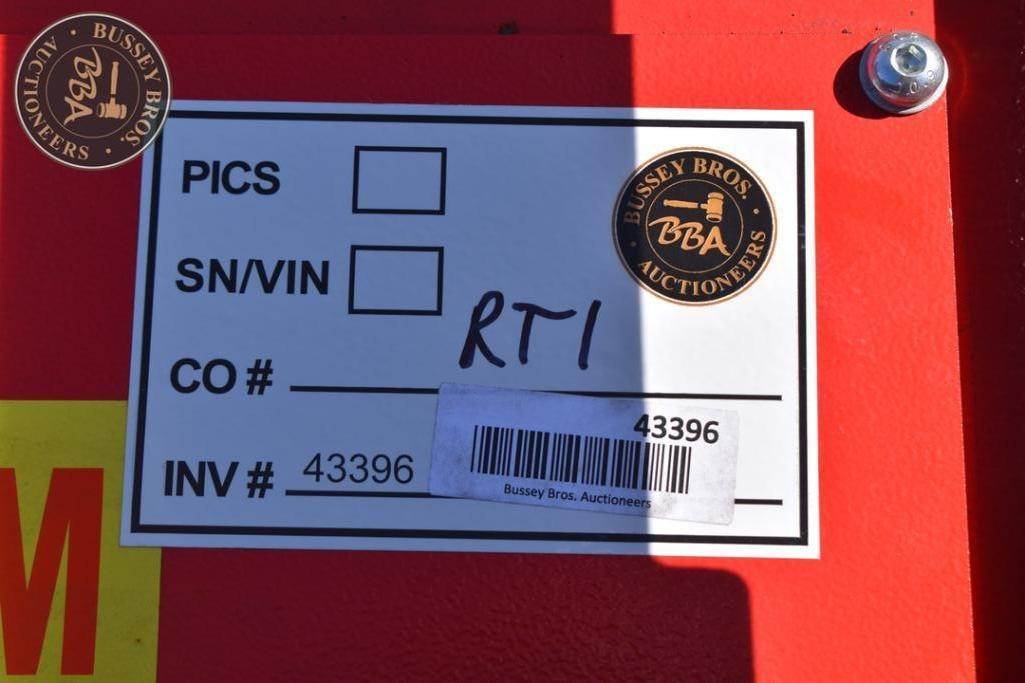 BUSSEY BROS.
AUCTIONEERS
BBA
PICS
BUSSEY BROS.
BBA
AUCTIONEERS
SN/VIN
RT1
CO #
43396
INV # 43396
Bussey Bros. Auctioneers
M